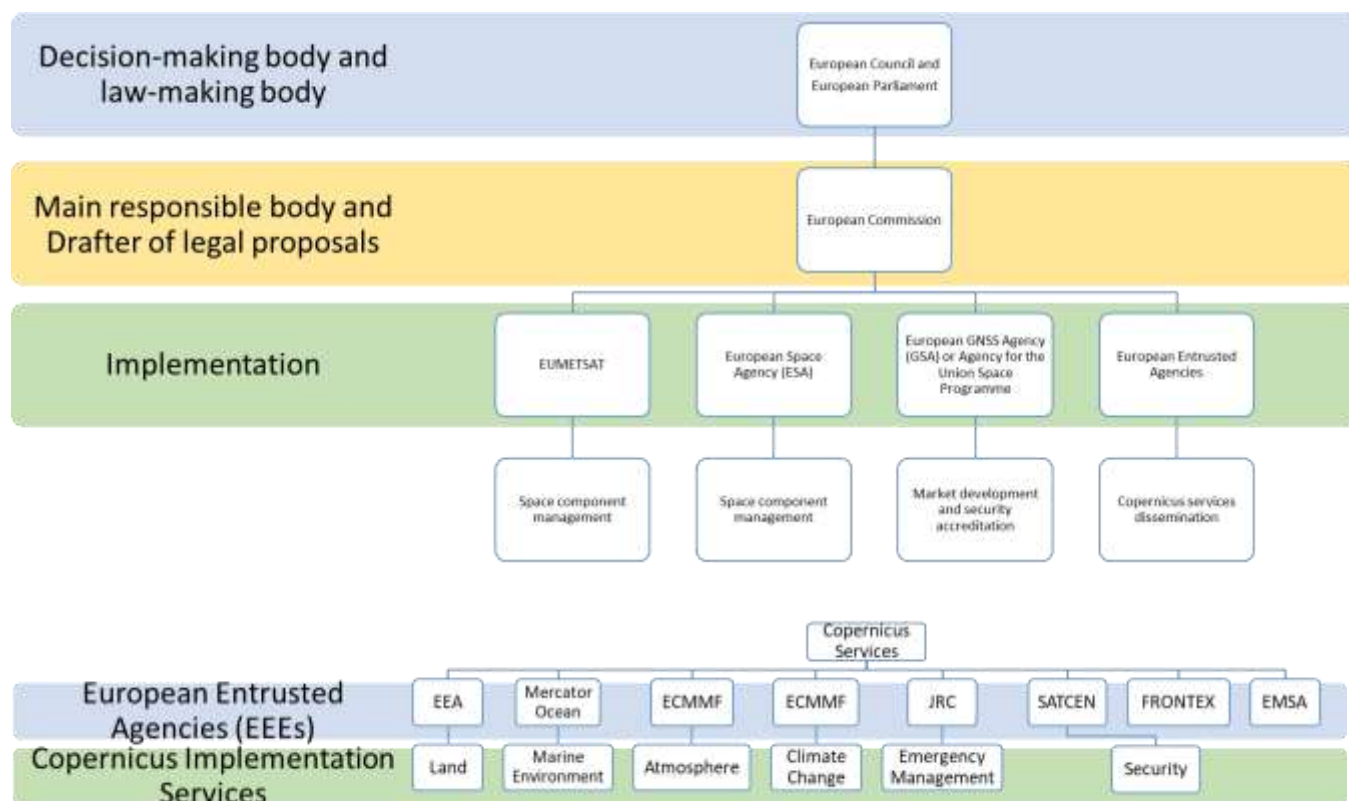 Decision-making body and
law-making body
European Council and
European Parliament
Main responsible body and
Drafter of legal proposals
European Commission
Implementation
EUMETSAT
European Space
Agency (ESA)
European GNSS Agency
(GSA) or Agency for the
Union Space
Programme
European Entrusted
Agencies
Space component
management
Space component
management
Market development
and security
accreditation
Copernicus services
dissemination
Copernicus
Services
European Entrusted
Agencies (EEEs)
EEA
Mercator
Ocean
ECMMF
ECMMF
JRC
SATCEN
FRONTEX
EMSA
Copernicus Implementation
Services
Land
Marine
Environment
Atmosphere
Climate
Change
Emergency
Management
Security